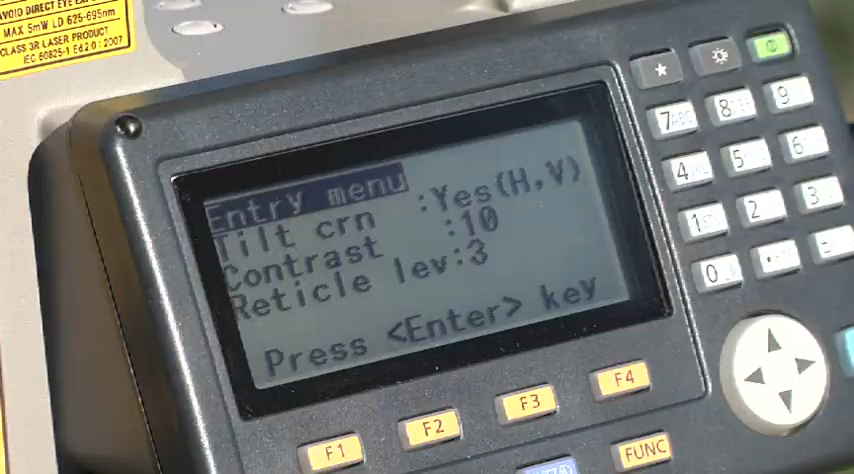 AVOID DIRECT EYE
MAX 5mW LD 625-695nm
CLASS 3R LASER PRODUCT
IEC 60825-1 Ed.2.0 : 2007
Entry menu
Tilt crn :Yes(H,V)
Contrast :10
Reticle lev:3
Press <Enter> key
7 8 9
4 5 6
1 2 3
0
F1 F2 F3 F4
FUNC